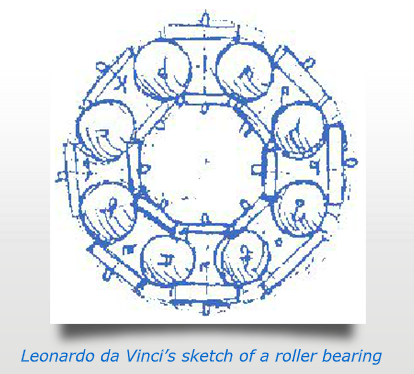 Leonardo da Vinci's sketch of a roller bearing